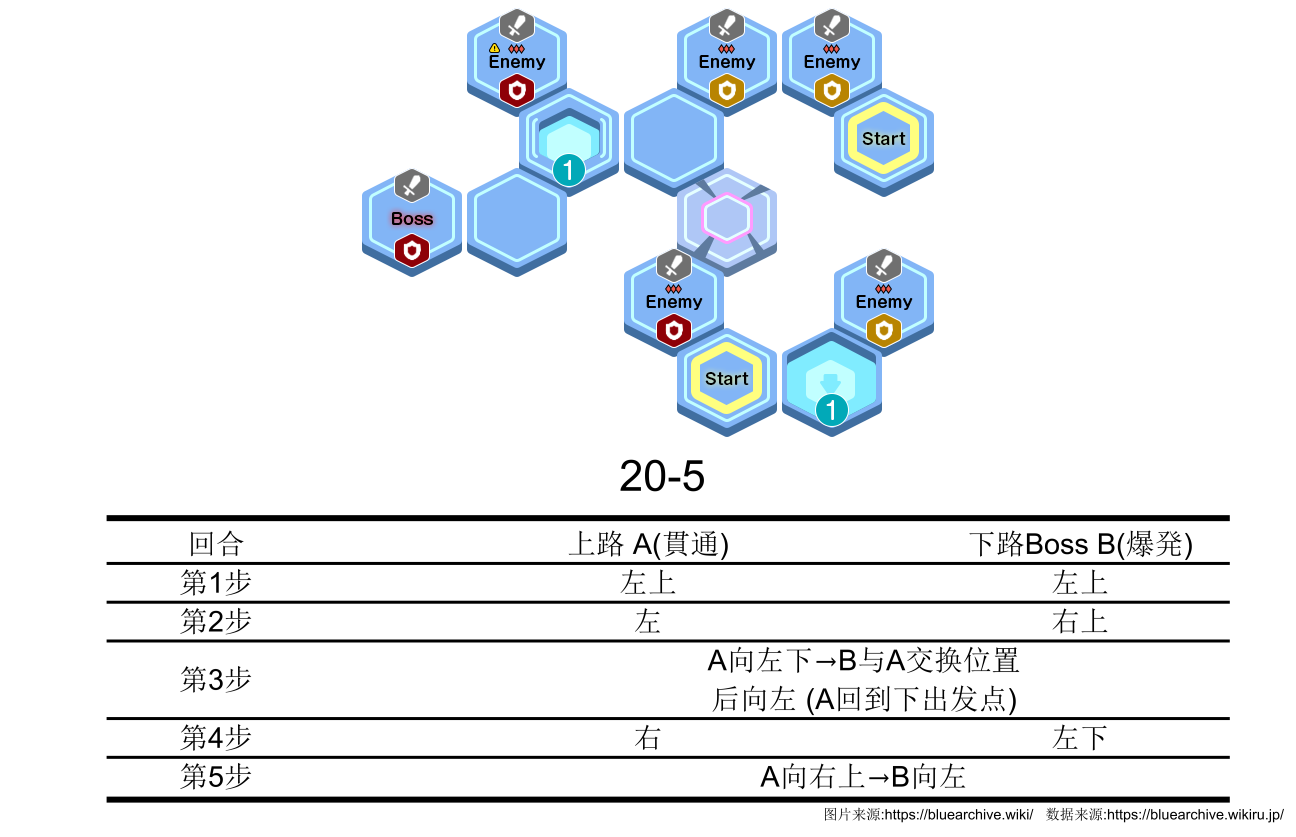 Enemy Enemy Enemy
Start
1
Boss
Enemy Enemy
Start
1
20-5
回合 上路 A(貫通) 下路Boss B(爆発)
第1步 左上 左上
第2步 左 右上
第3步 A向左下→B与A交换位置
后向左 (A回到下出发点)
第4步 右 左下
第5步 A向右上→B向左
图片来源:https://bluearchive.wiki/ 数据来源:https://bluearchive.wikiru.jp/